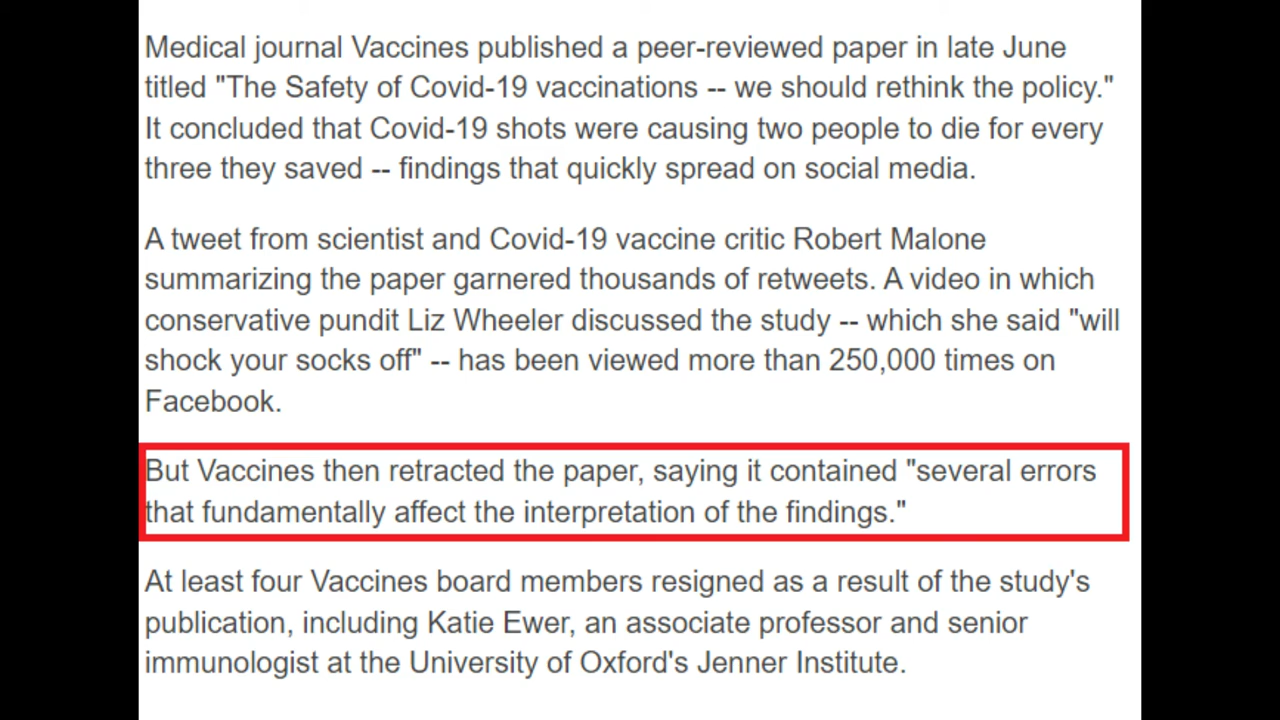 Medical journal Vaccines published a peer-reviewed paper in late June
titled "The Safety of Covid-19 vaccinations -- we should rethink the policy."
It concluded that Covid-19 shots were causing two people to die for every
three they saved -- findings that quickly spread on social media.
A tweet from scientist and Covid-19 vaccine critic Robert Malone
summarizing the paper garnered thousands of retweets. A video in which
conservative pundit Liz Wheeler discussed the study -- which she said "will
shock your socks off" -- has been viewed more than 250,000 times on
Facebook.
But Vaccines then retracted the paper, saying it contained "several errors
that fundamentally affect the interpretation of the findings."
At least four Vaccines board members resigned as a result of the study's
publication, including Katie Ewer, an associate professor and senior
immunologist at the University of Oxford's Jenner Institute.